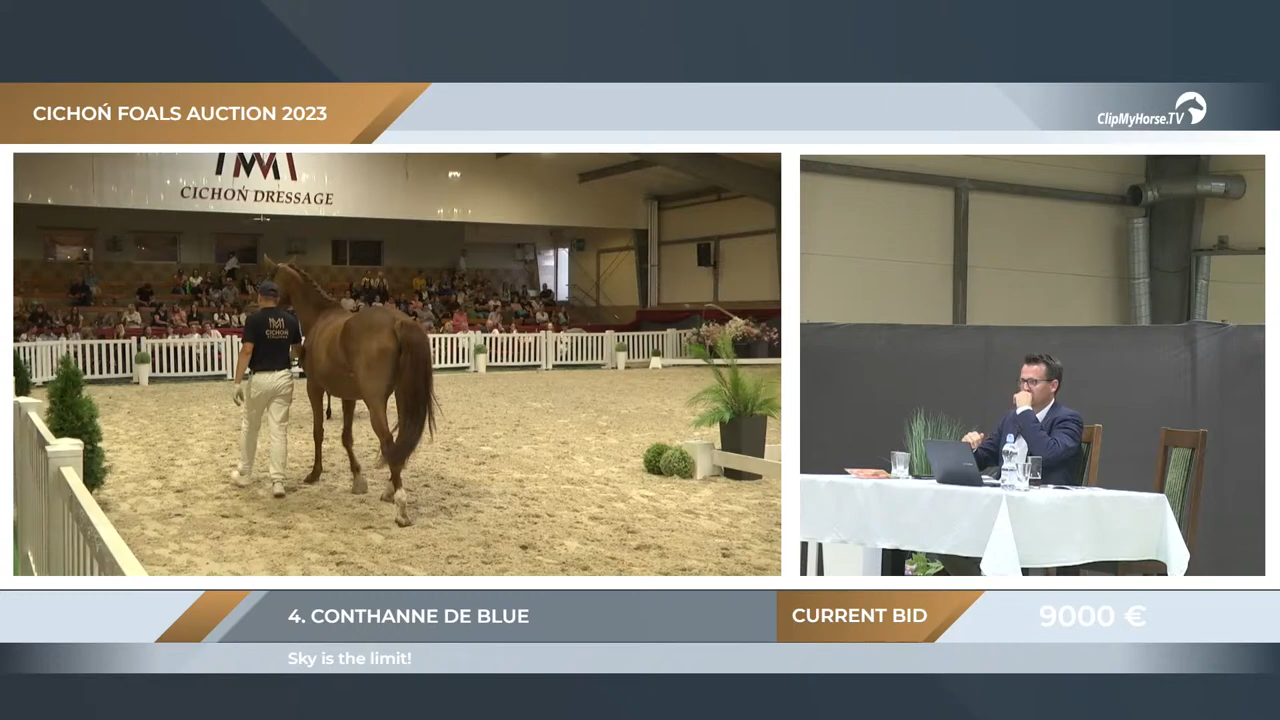 CICHOŃ FOALS AUCTION 2023
ClipMyHorse.TV
CICHOŃ DRESSAGE
CICHOŃ
4. CONTHANNE DE BLUE
CURRENT BID
9000 €
Sky is the limit!